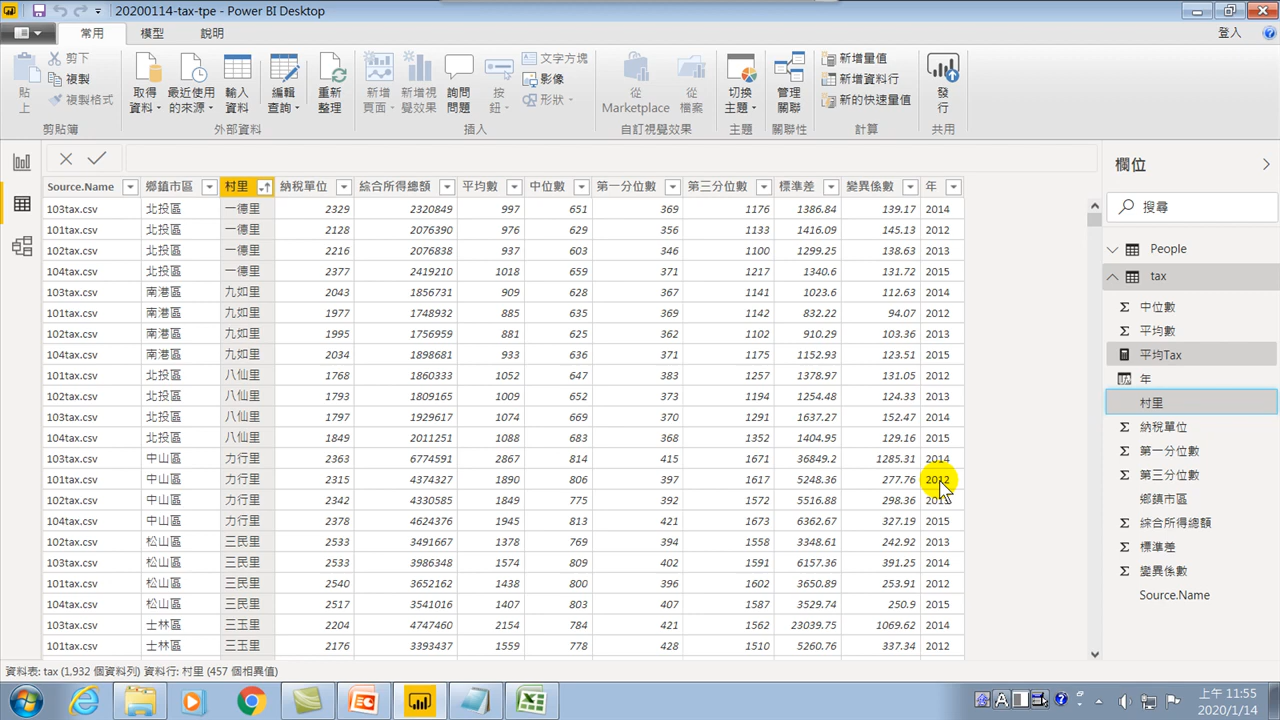 20200114-tax-tpe - Power BI Desktop
常用 模型 說明 登入
貼上 剪下 複製 複製格式 取得資料 最近使用的來源 輸入資料 編輯查詢 重新整理 新增頁面 新增視覺效果 詢問問題 按鈕 文字方塊 影像 形狀 從 Marketplace 從檔案 切換主題 管理關聯 新增量值 新增資料行 新的快速量值 發行
剪貼簿 外部資料 插入 自訂視覺效果 主題 關聯性 計算 共用
Source.Name 鄉鎮市區 村里 納稅單位 綜合所得總額 平均數 中位數 第一分位數 第三分位數 標準差 變異係數 年
103tax.csv 北投區 一德里 2329 2320849 997 651 369 1176 1386.84 139.17 2014
101tax.csv 北投區 一德里 2128 2076390 976 629 356 1133 1416.09 145.13 2012
102tax.csv 北投區 一德里 2216 2076838 937 603 346 1100 1299.25 138.63 2013
104tax.csv 北投區 一德里 2377 2419210 1018 659 371 1217 1340.6 131.72 2015
103tax.csv 南港區 九如里 2043 1856731 909 628 367 1141 1023.6 112.63 2014
101tax.csv 南港區 九如里 1977 1748932 885 635 369 1142 832.22 94.07 2012
102tax.csv 南港區 九如里 1995 1756959 881 625 362 1102 910.29 103.36 2013
104tax.csv 南港區 九如里 2034 1898681 933 636 371 1175 1152.93 123.51 2015
101tax.csv 北投區 八仙里 1768 1860333 1052 647 383 1257 1378.97 131.05 2012
102tax.csv 北投區 八仙里 1793 1809165 1009 652 373 1194 1254.48 124.33 2013
103tax.csv 北投區 八仙里 1797 1929617 1074 669 370 1291 1637.27 152.47 2014
104tax.csv 北投區 八仙里 1849 2011251 1088 683 368 1352 1404.95 129.16 2015
103tax.csv 中山區 力行里 2363 6774591 2867 814 415 1671 36849.2 1285.31 2014
101tax.csv 中山區 力行里 2315 4374327 1890 806 397 1617 5248.36 277.76 2012
102tax.csv 中山區 力行里 2342 4330585 1849 775 392 1572 5516.88 298.36
104tax.csv 中山區 力行里 2378 4624376 1945 813 421 1673 6362.67 327.19 2015
102tax.csv 松山區 三民里 2533 3491667 1378 769 394 1558 3348.61 242.92 2013
103tax.csv 松山區 三民里 2533 3986348 1574 809 402 1591 6157.36 391.25 2014
101tax.csv 松山區 三民里 2540 3652162 1438 800 396 1602 3650.89 253.91 2012
104tax.csv 松山區 三民里 2517 3541016 1407 803 407 1587 3529.74 250.9 2015
103tax.csv 士林區 三玉里 2204 4747460 2154 784 421 1562 23039.75 1069.62 2014
101tax.csv 士林區 三玉里 2176 3393437 1559 778 428 1510 5260.76 337.34 2012
欄位
搜尋
People
tax
中位數
平均數
平均Tax
年
村里
納稅單位
第一分位數
第三分位數
鄉鎮市區
綜合所得總額
標準差
變異係數
Source.Name
資料表: tax (1,932 個資料列) 資料行: 村里 (457 個相異值)
上午 11:55
2020/1/14